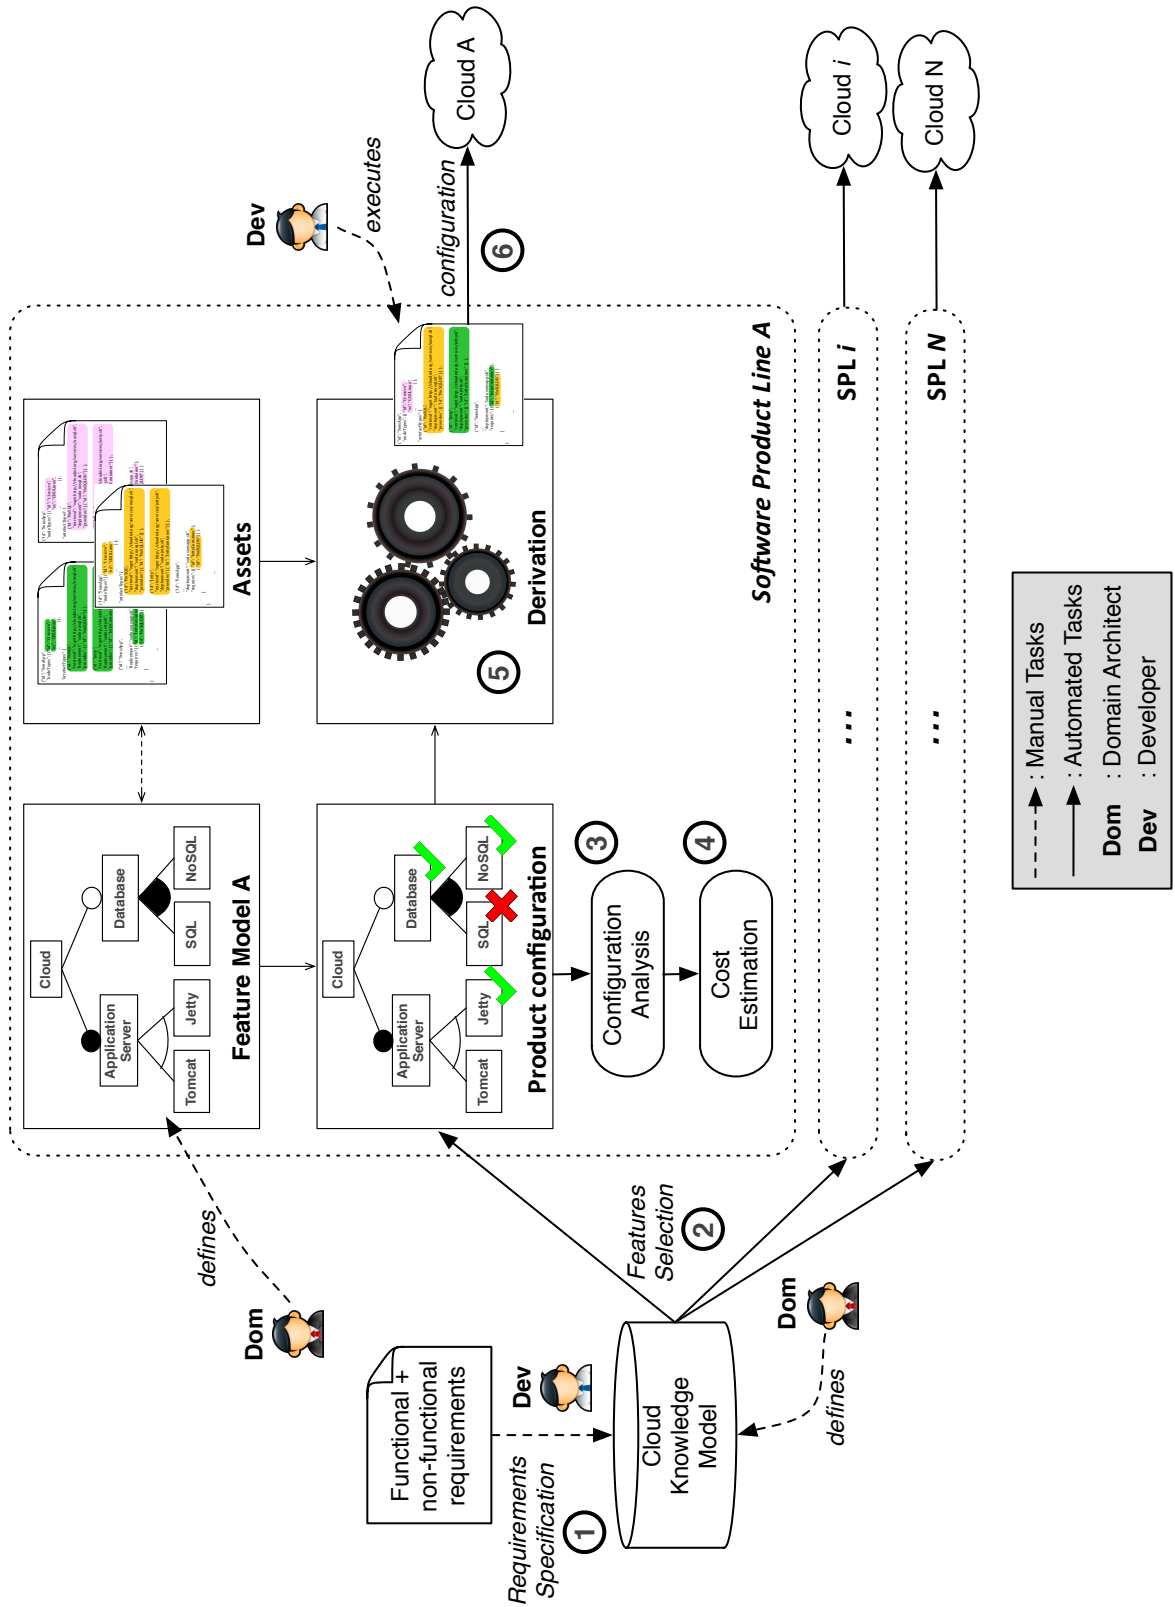 Functional +
non-functional
requirements
Requirements
Specification
1
Dev
Cloud
Knowledge
Model
Dom
defines
Dom
defines
Features
Selection
2
Cloud
Application
Server
Database
Tomcat
Jetty
SQL
NoSQL
Feature Model A
Assets
Cloud
Application
Server
Database
Tomcat
Jetty
SQL
NoSQL
Product configuration
Configuration
Analysis
3
Cost
Estimation
4
5
Derivation
Software Product Line A
Dev
executes
configuration
6
Cloud A
...
SPL i
Cloud i
...
SPL N
Cloud N
: Manual Tasks
: Automated Tasks
Dom : Domain Architect
Dev : Developer